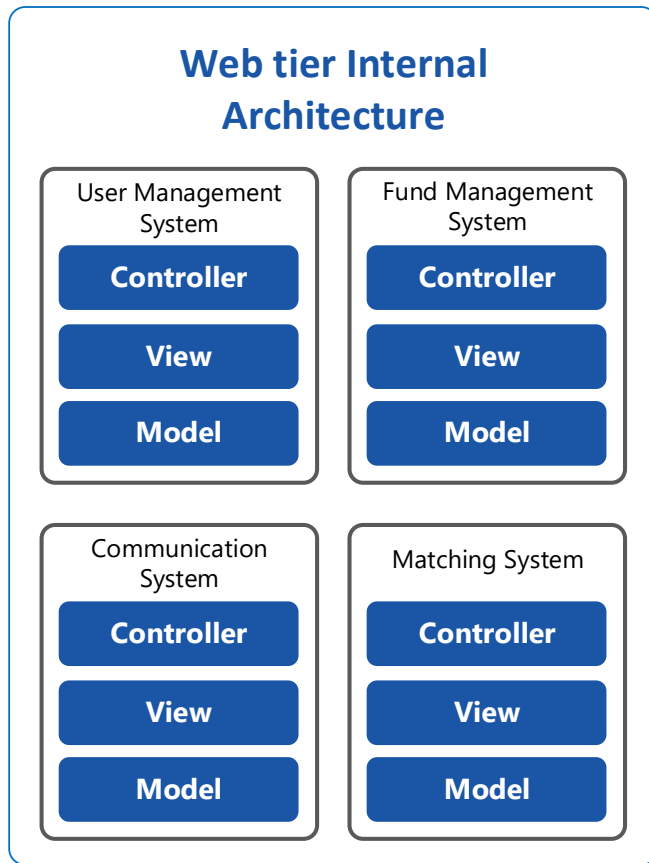 Web tier Internal
Architecture
User Management
System
Controller
View
Model
Fund Management
System
Controller
View
Model
Communication
System
Controller
View
Model
Matching System
Controller
View
Model